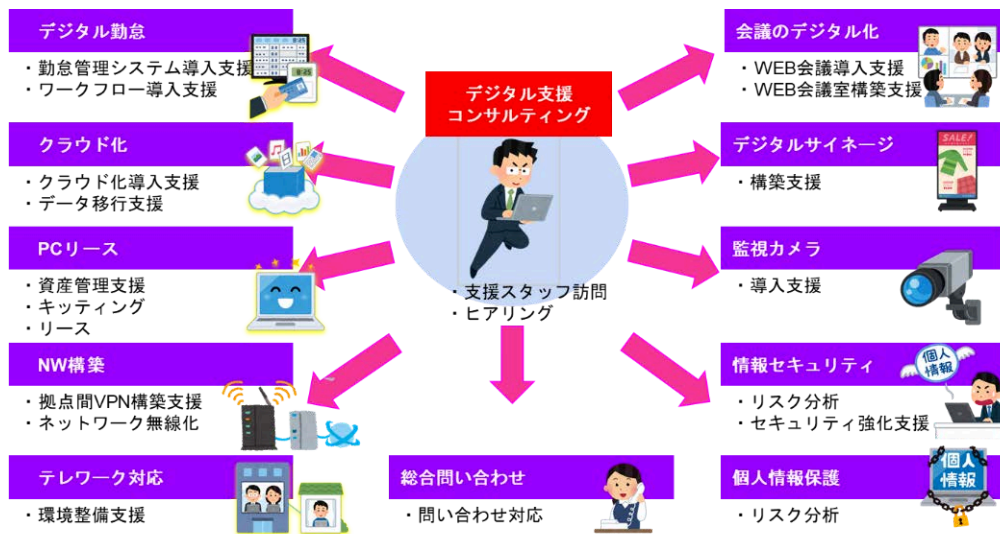 デジタル勤怠
・勤怠管理システム導入支援
・ワークフロー導入支援
クラウド化
・クラウド化導入支援
・データ移行支援
PCリース
・資産管理支援
・キッティング
・リース
NW構築
・拠点間VPN構築支援
・ネットワーク無線化
テレワーク対応
・環境整備支援
デジタル支援
コンサルティング
・支援スタッフ訪問
・ヒアリング
総合問い合わせ
・問い合わせ対応
会議のデジタル化
・WEB会議導入支援
・WEB会議室構築支援
デジタルサイネージ
・構築支援
SALE!
監視カメラ
・導入支援
情報セキュリティ
・リスク分析
・セキュリティ強化支援
個人
情報
個人情報保護
・リスク分析
個人
情報